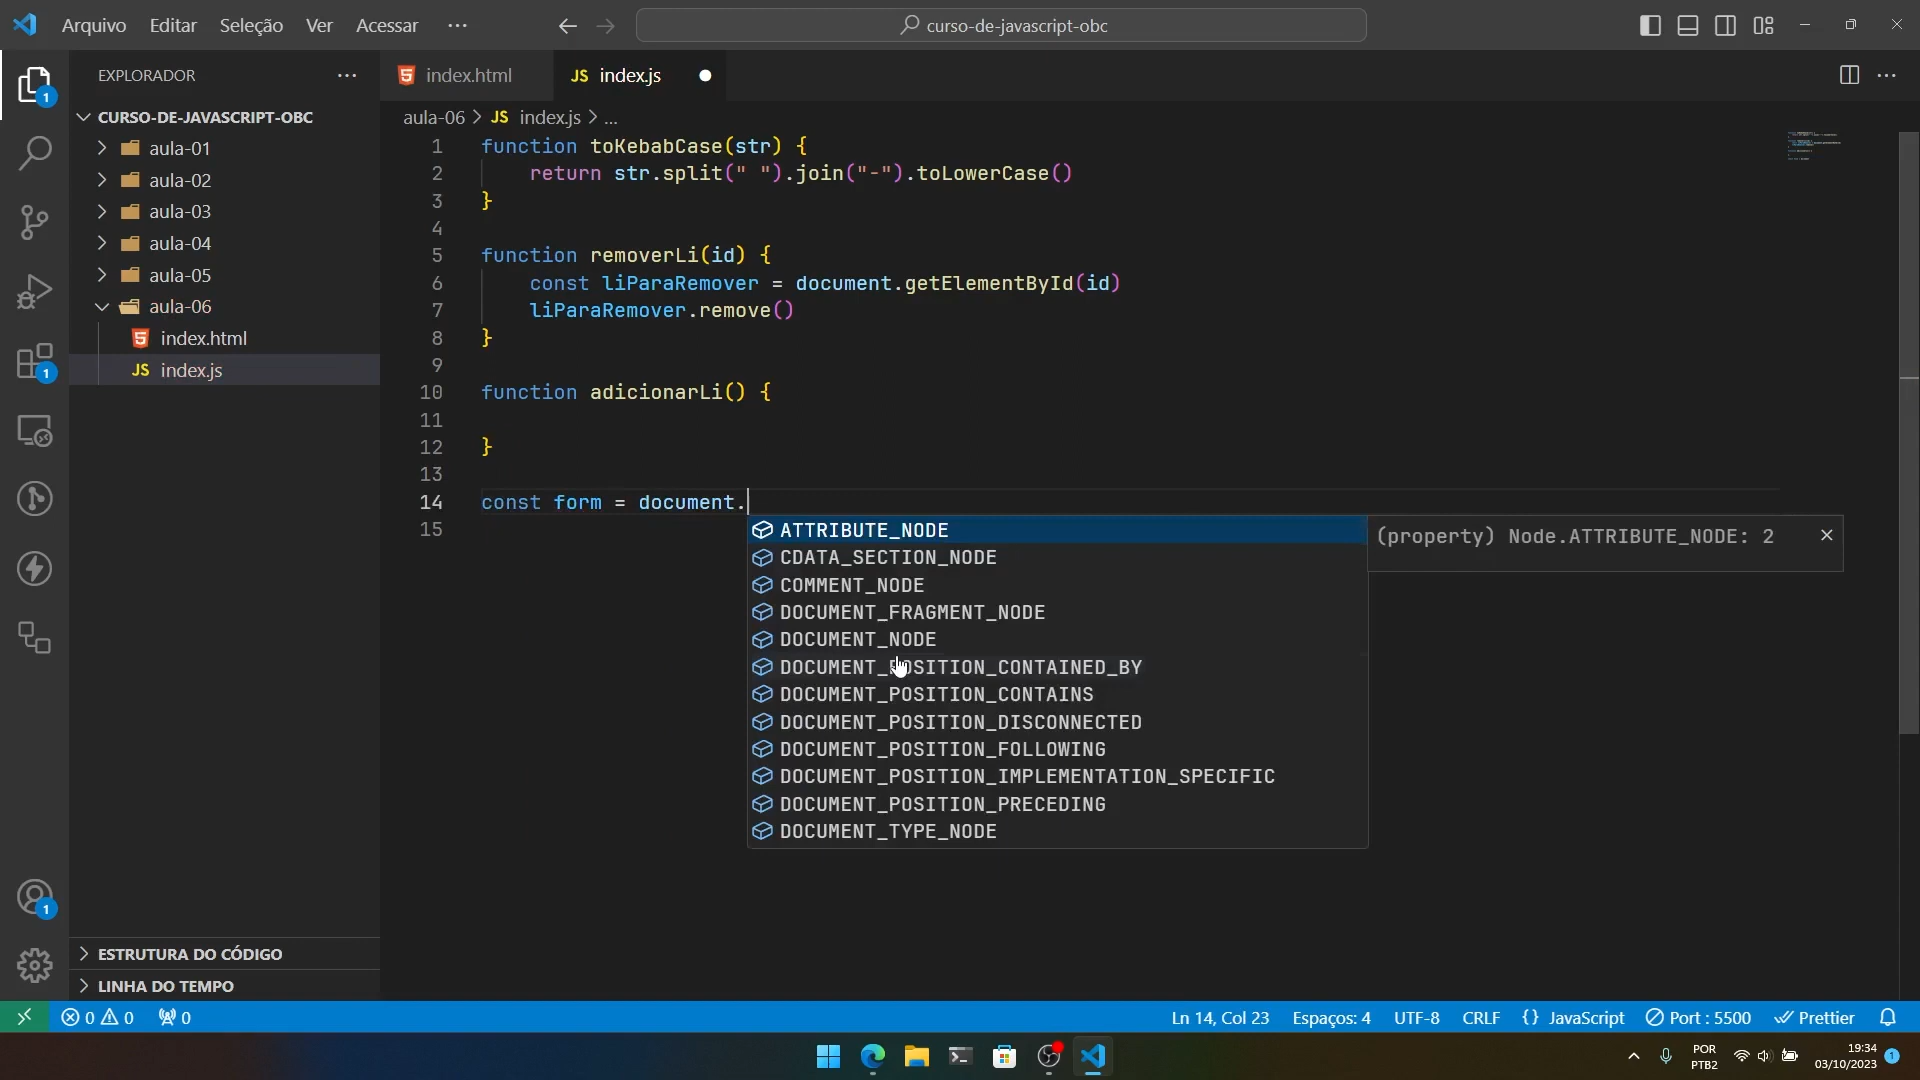 Arquivo Editar Seleção Ver Acessar ··· curso-de-javascript-obc
EXPLORADOR ···
CURSO-DE-JAVASCRIPT-OBC
aula-01
aula-02
aula-03
aula-04
aula-05
aula-06
index.html
JS index.js
ESTRUTURA DO CÓDIGO
LINHA DO TEMPO
1
1
1
index.html JS index.js
aula-06 > JS index.js > ...
1 function toKebabCase(str) {
2 return str.split(" ").join("-").toLowerCase()
3 }
4
5 function removerLi(id) {
6 const liParaRemover = document.getElementById(id)
7 liParaRemover.remove()
8 }
9
10 function adicionarLi() {
11
12 }
13
14 const form = document.
15
ATTRIBUTE_NODE
CDATA_SECTION_NODE
COMMENT_NODE
DOCUMENT_FRAGMENT_NODE
DOCUMENT_NODE
DOCUMENT_POSITION_CONTAINED_BY
DOCUMENT_POSITION_CONTAINS
DOCUMENT_POSITION_DISCONNECTED
DOCUMENT_POSITION_FOLLOWING
DOCUMENT_POSITION_IMPLEMENTATION_SPECIFIC
DOCUMENT_POSITION_PRECEDING
DOCUMENT_TYPE_NODE
(property) Node.ATTRIBUTE_NODE: 2
0 0 0 Ln 14, Col 23 Espaços: 4 UTF-8 CRLF {} JavaScript Port : 5500 Prettier
POR
PTB2
19:34
03/10/2023
1